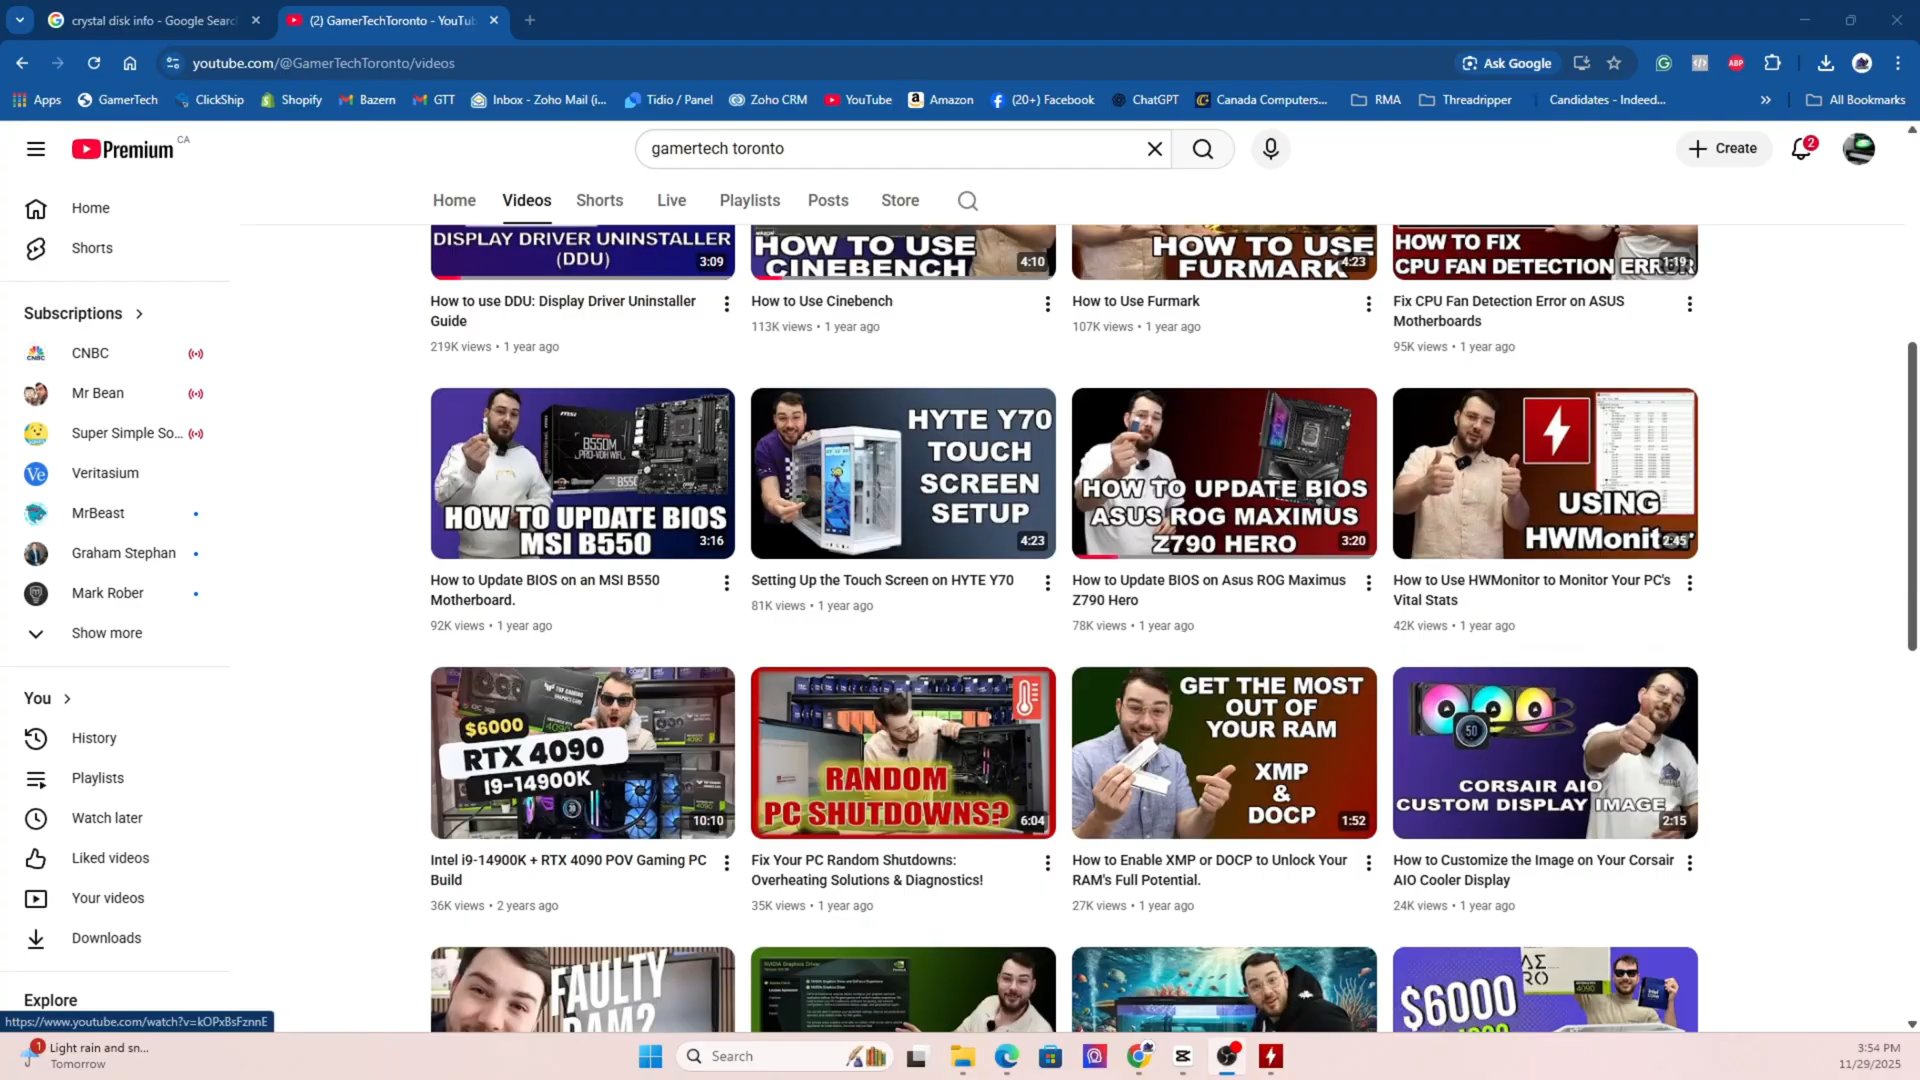 crystal disk info - Google Searc
(2) GamerTechToronto - YouTu
youtube.com/@GamerTechToronto/videos
Ask Google
Apps
GamerTech
ClickShip
Shopify
Bazern
GTT
Inbox - Zoho Mail (i...
Tidio / Panel
Zoho CRM
YouTube
Amazon
(20+) Facebook
ChatGPT
Canada Computers...
RMA
Threadripper
Candidates - Indeed...
All Bookmarks
Premium CA
gamertech toronto
Create
2
Home
Videos
Shorts
Live
Playlists
Posts
Store
Home
Shorts
Subscriptions
CNBC
Mr Bean
Super Simple So...
Veritasium
MrBeast
Graham Stephan
Mark Rober
Show more
You
History
Playlists
Watch later
Liked videos
Your videos
Downloads
Explore
https://www.youtube.com/watch?v=kOPxBsFznnE
DISPLAY DRIVER UNINSTALLER
(DDU)
3:09
How to use DDU: Display Driver Uninstaller
Guide
219K views • 1 year ago
HOW TO USE
CINEBENCH
4:10
How to Use Cinebench
113K views • 1 year ago
HOW TO USE
FURMARK
4:23
How to Use Furmark
107K views • 1 year ago
HOW TO FIX
CPU FAN DETECTION ERROR
1:19
Fix CPU Fan Detection Error on ASUS
Motherboards
95K views • 1 year ago
B550M
PRO-VDH WIFI
HOW TO UPDATE BIOS
MSI B550
3:16
How to Update BIOS on an MSI B550
Motherboard.
92K views • 1 year ago
HYTE Y70
TOUCH
SCREEN
SETUP
4:23
Setting Up the Touch Screen on HYTE Y70
81K views • 1 year ago
HOW TO UPDATE BIOS
ASUS ROG MAXIMUS
Z790 HERO
3:20
How to Update BIOS on Asus ROG Maximus
Z790 Hero
78K views • 1 year ago
USING
HWMonitor
2:45
How to Use HWMonitor to Monitor Your PC's
Vital Stats
42K views • 1 year ago
$6000
RTX 4090
I9-14900K
10:10
Intel i9-14900K + RTX 4090 POV Gaming PC
Build
36K views • 2 years ago
RANDOM
PC SHUTDOWNS?
6:04
Fix Your PC Random Shutdowns:
Overheating Solutions & Diagnostics!
35K views • 1 year ago
GET THE MOST
OUT OF
YOUR RAM
XMP
&
DOCP
1:52
How to Enable XMP or DOCP to Unlock Your
RAM's Full Potential.
27K views • 1 year ago
50
CORSAIR AIO
CUSTOM DISPLAY IMAGE
2:15
How to Customize the Image on Your Corsair
AIO Cooler Display
24K views • 1 year ago
FAULTY
RAM?
$6000
1
Light rain and sn...
Tomorrow
Search
3:54 PM
11/29/2025